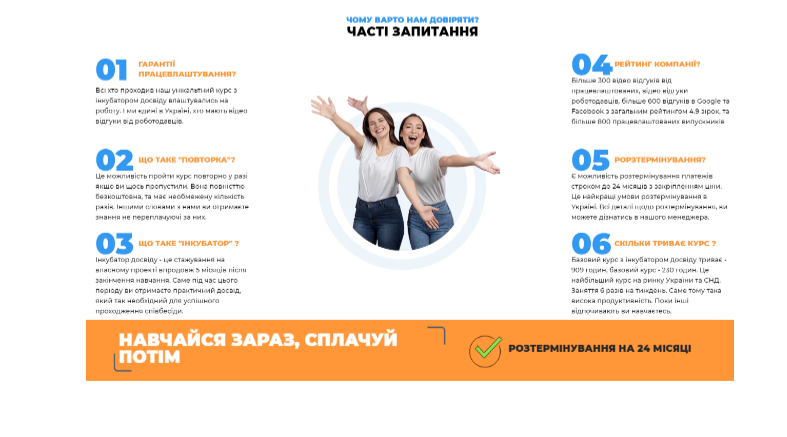 ЧОМУ ВАРТО НАМ ДОВІРЯТИ?
ЧАСТІ ЗАПИТАННЯ
01
ГАРАНТІЇ
ПРАЦЕВЛАШТУВАННЯ?
Всі хто проходив наш унікальтний курс з
інкубатором досвіду влаштувались на
роботу. І ми єдині в Україні, хто мають відео
відгуки від роботодавців.
02
ЩО ТАКЕ "ПОВТОРКА"?
Це можливість пройти курс повторно у разі
якщо ви щось пропустили. Вона повністтю
безкоштовна, та має необмежену кількість
разів. Іншими словами з нами ви отримаєте
знання не переплачуючі за них.
03
ЩО ТАКЕ "ІНКУБАТОР" ?
Інкубатор досвіду - це стажування на
власному проекті впродовж 5 місяців після
закінчення навчання. Саме під час цього
періоду ви отримаєте практичний досвід,
який так необхідний для успішного
проходження співбесіди.
04
РЕЙТИНГ КОМПАНІЇ?
Більше 300 відео відгуків від
працевлаштованих, відео відгуки
роботодавців, більше 600 відгуків в Google та
Facebook з загальним рейтингом 4.9 зірок, та
більше 800 працевлаштованих випускників
05
РОРЗТЕРМІНУВАННЯ?
Є можливість розтермінування платежів
строком до 24 місяців з закріпленням ціни.
Це найкращі умови розтермінування в
Україні. Всі деталі щодо розтермінування, ви
можете дізнатись в нашого менеджера.
06
СКІЛЬКИ ТРИВАЄ КУРС ?
Базовий курс з інкубатором досвіду триває -
909 годин, базовий курс - 230 годин. Це
найбільший курс на ринку України та СНД.
Заняття 6 разів на тиждень. Саме тому така
висока продуктивність. Поки інші
відпочивають ви навчаєтесь.
НАВЧАЙСЯ ЗАРАЗ, СПЛАЧУЙ
ПОТІМ
РОЗТЕРМІНУВАННЯ НА 24 МІСЯЦІ